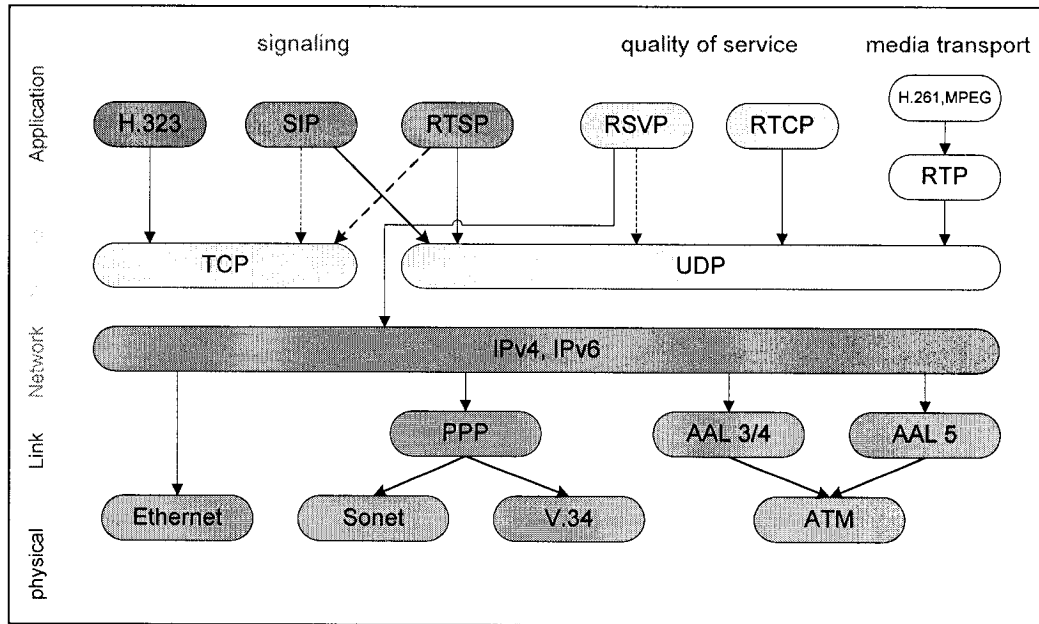 signaling
quality of service
media transport
Application
H.323
SIP
RTSP
RSVP
RTCP
H.261,MPEG
RTP
TCP
UDP
Network
IPv4, IPv6
Link
PPP
AAL 3/4
AAL 5
physical
Ethernet
Sonet
V.34
ATM